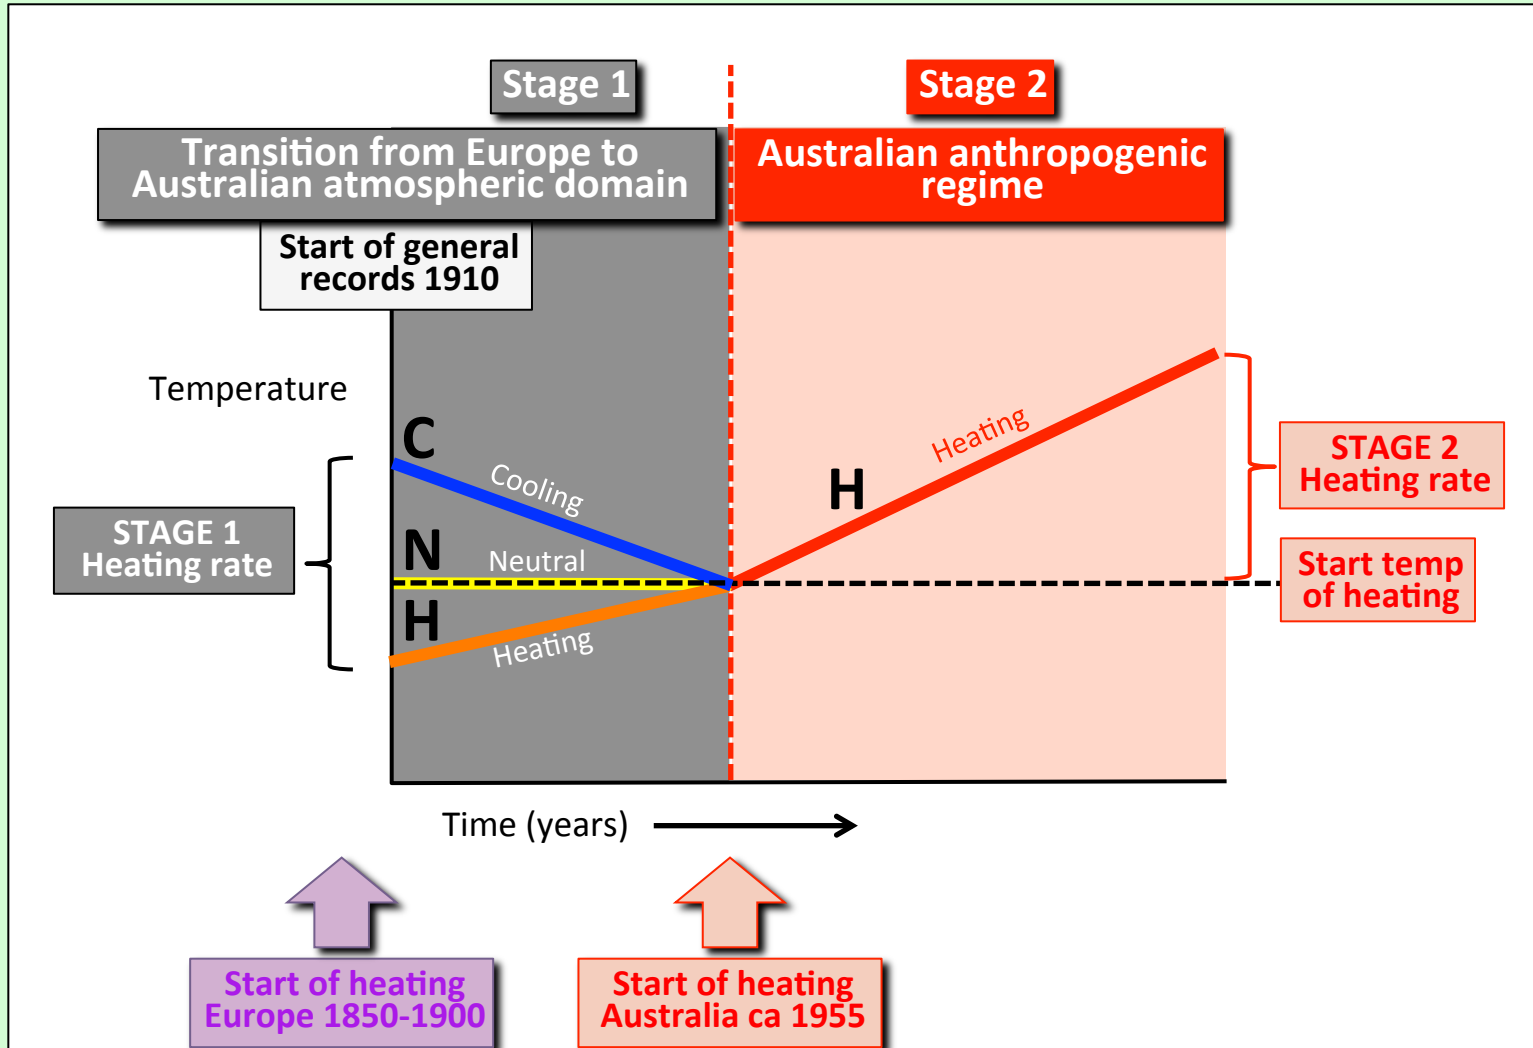 Stage 1
Stage 2
Transition from Europe to
Australian atmospheric domain
Australian anthropogenic
regime
Start of general
records 1910
Temperature
C
Cooling
N
Neutral
H
Heating
H
Heating
STAGE 1
Heating rate
STAGE 2
Heating rate
Start temp
of heating
Time (years)
Start of heating
Europe 1850-1900
Start of heating
Australia ca 1955